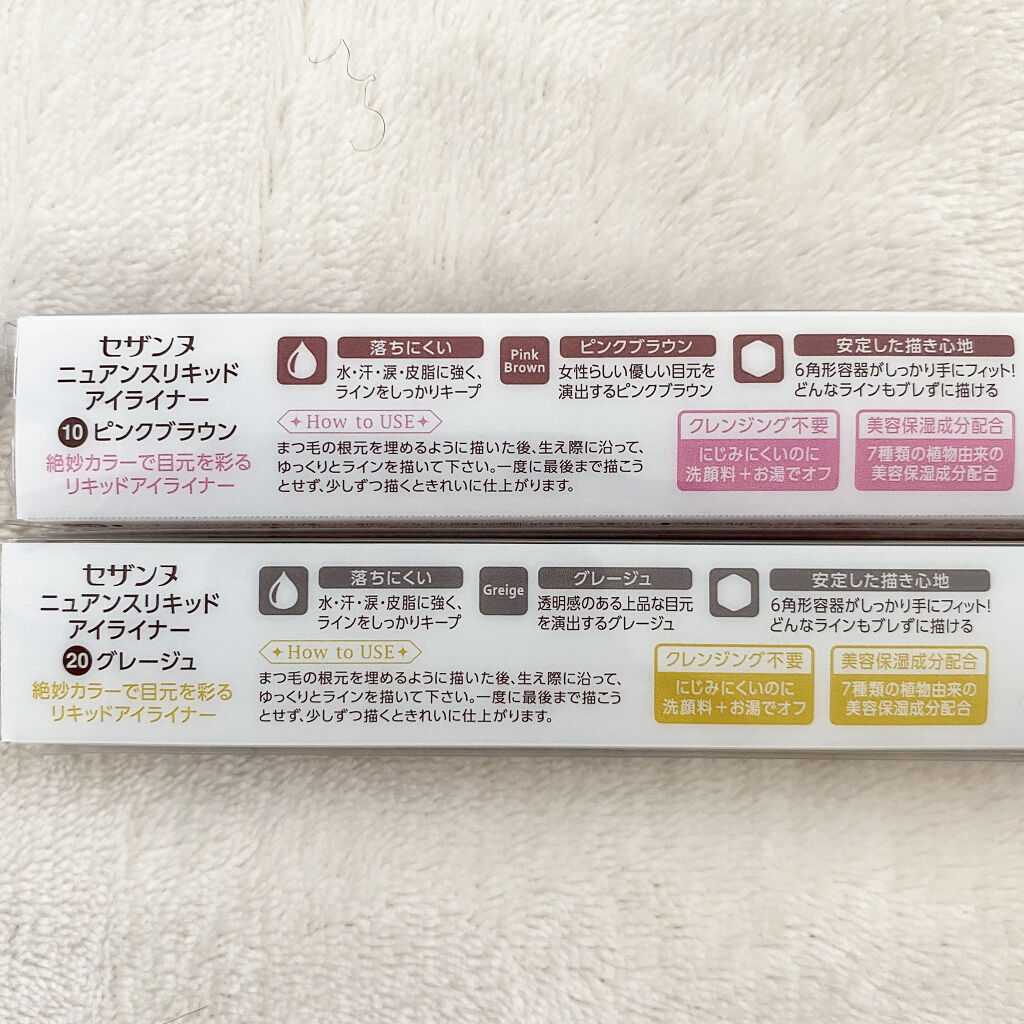 セザンヌ
ニュアンスリキッド
アイライナー
10 ピンクブラウン
絶妙カラーで目元を彩る
リキッドアイライナー
落ちにくい
水・汗・涙・皮脂に強く、
ラインをしっかりキープ
Pink
Brown
ピンクブラウン
女性らしい優しい目元を
演出するピンクブラウン
安定した描き心地
6角形容器がしっかり手にフィット!
どんなラインもブレずに描ける
How to USE
まつ毛の根元を埋めるように描いた後、生え際に沿って、
ゆっくりとラインを描いて下さい。一度に最後まで描こう
とせず、少しずつ描くときれいに仕上がります。
クレンジング不要
にじみにくいのに
洗顔料+お湯でオフ
美容保湿成分配合
7種類の植物由来の
美容保湿成分配合
セザンヌ
ニュアンスリキッド
アイライナー
20 グレージュ
絶妙カラーで目元を彩る
リキッドアイライナー
落ちにくい
水・汗・涙・皮脂に強く、
ラインをしっかりキープ
Greige
グレージュ
透明感のある上品な目元
を演出するグレージュ
安定した描き心地
6角形容器がしっかり手にフィット!
どんなラインもブレずに描ける
How to USE
まつ毛の根元を埋めるように描いた後、生え際に沿って、
ゆっくりとラインを描いて下さい。一度に最後まで描こう
とせず、少しずつ描くときれいに仕上がります。
クレンジング不要
にじみにくいのに
洗顔料+お湯でオフ
美容保湿成分配合
7種類の植物由来の
美容保湿成分配合